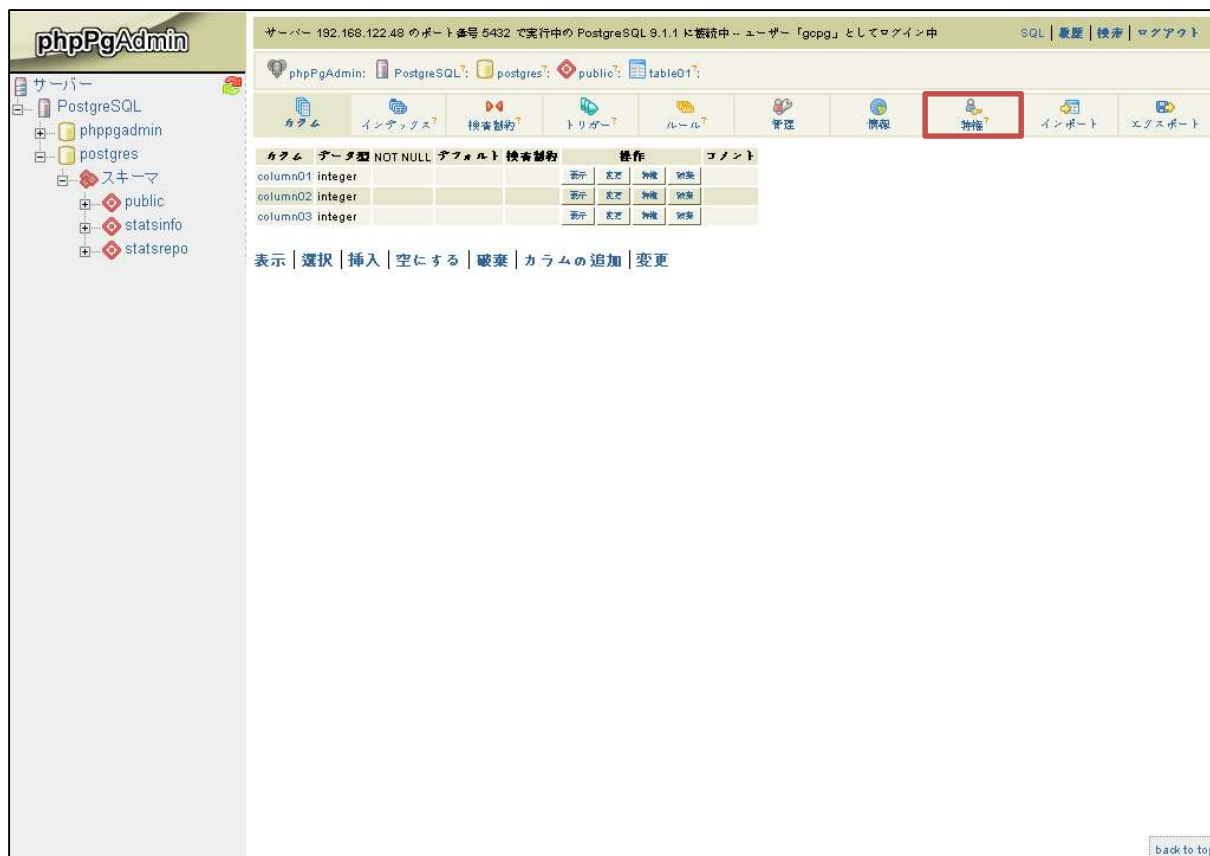 phpPgAdmin
サーバー
PostgreSQL
phppgadmin
postgres
スキーマ
public
statsinfo
statsrepo
サーバー 192.168.122.48 のポート番号 5432 で実行中の PostgreSQL 9.1.1 に接続中 -- ユーザー「gopg」としてログイン中
SQL | 履歴 | 検索 | ログアウト
phpPgAdmin: PostgreSQL?: postgres?: public?: table01?:
カラム インデックス? 検査制約? トリガー? ルール? 管理 情報 特権? インポート エクスポート
カラム データ型 NOT NULL デフォルト 検査制約 操作 コメント
column01 integer 表示 変更 特権 破棄
column02 integer 表示 変更 特権 破棄
column03 integer 表示 変更 特権 破棄
表示 | 選択 | 挿入 | 空にする | 破棄 | カラムの追加 | 変更
back to top